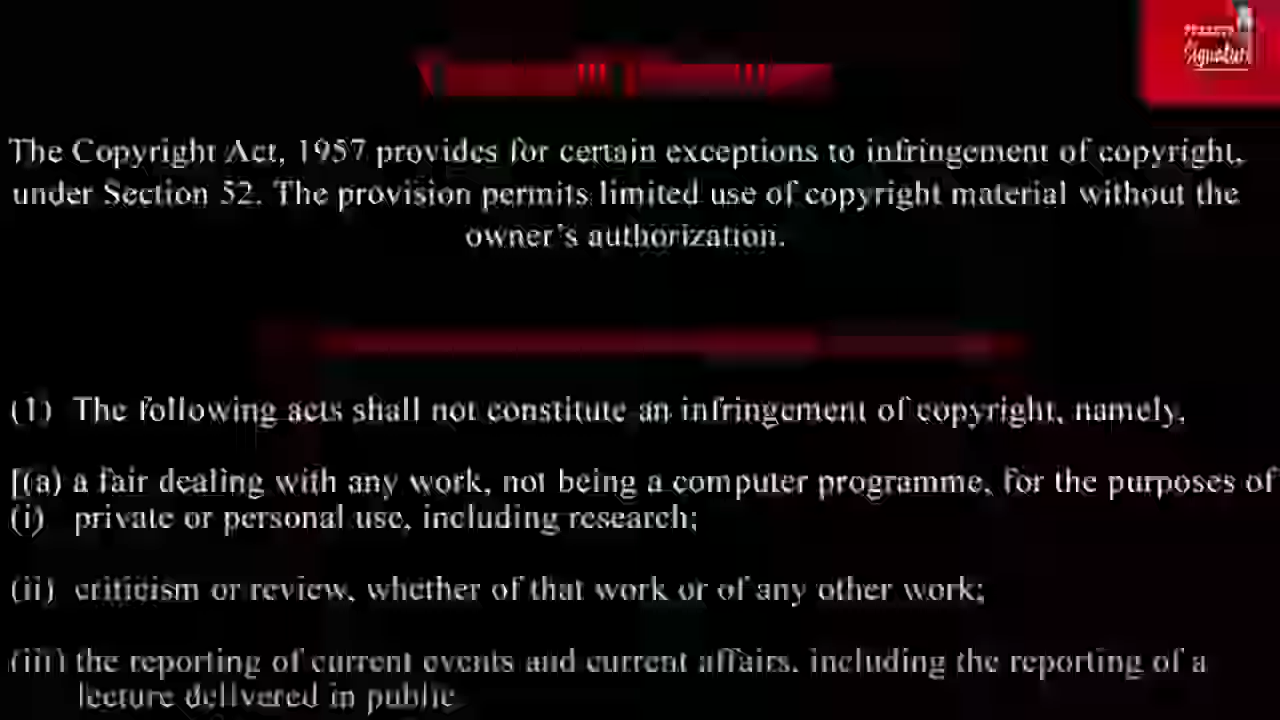 Signature
The Copyright Act, 1957 provides for certain exceptions to infringement of copyright,
under Section 52. The provision permits limited use of copyright material without the
owner's authorization.
(1) The following acts shall not constitute an infringement of copyright, namely,
[(a) a fair dealing with any work, not being a computer programme, for the purposes of
(i) private or personal use, including research;
(ii) criticism or review, whether of that work or of any other work;
(iii) the reporting of current events and current affairs, including the reporting of a
lecture delivered in public